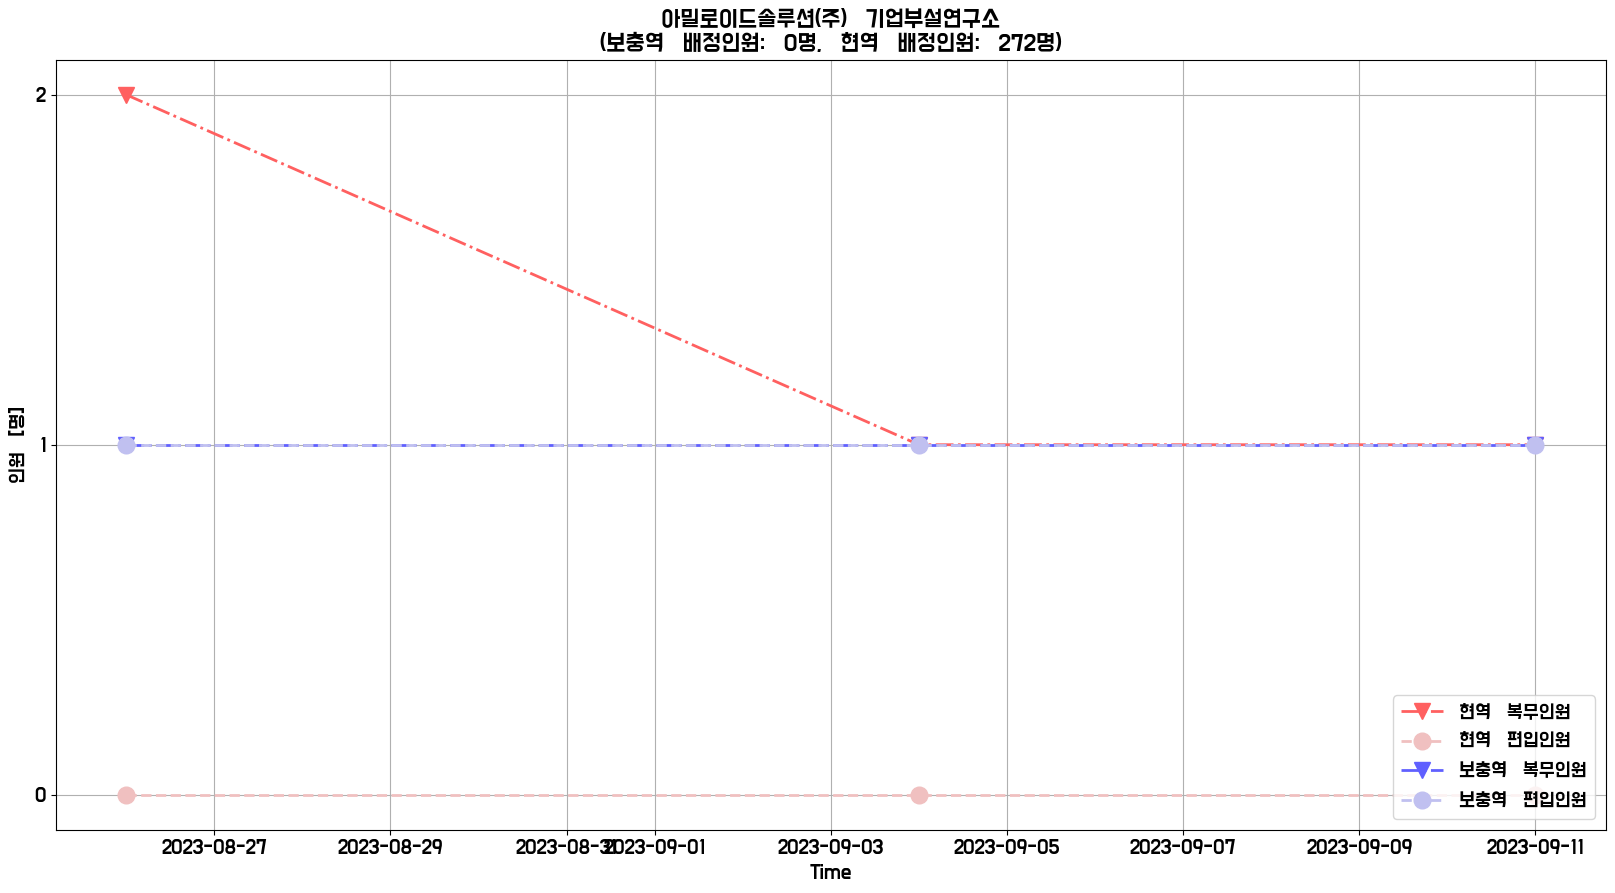 아밀로이드솔루션(주) 기업부설연구소
(보충역 배정인원: 0명, 현역 배정인원: 272명)
인원 [명]
2
1
0
2023-08-27
2023-08-29
2023-08-31
2023-09-01
2023-09-03
2023-09-05
2023-09-07
2023-09-09
2023-09-11
Time
현역 복무인원
현역 편입인원
보충역 복무인원
보충역 편입인원